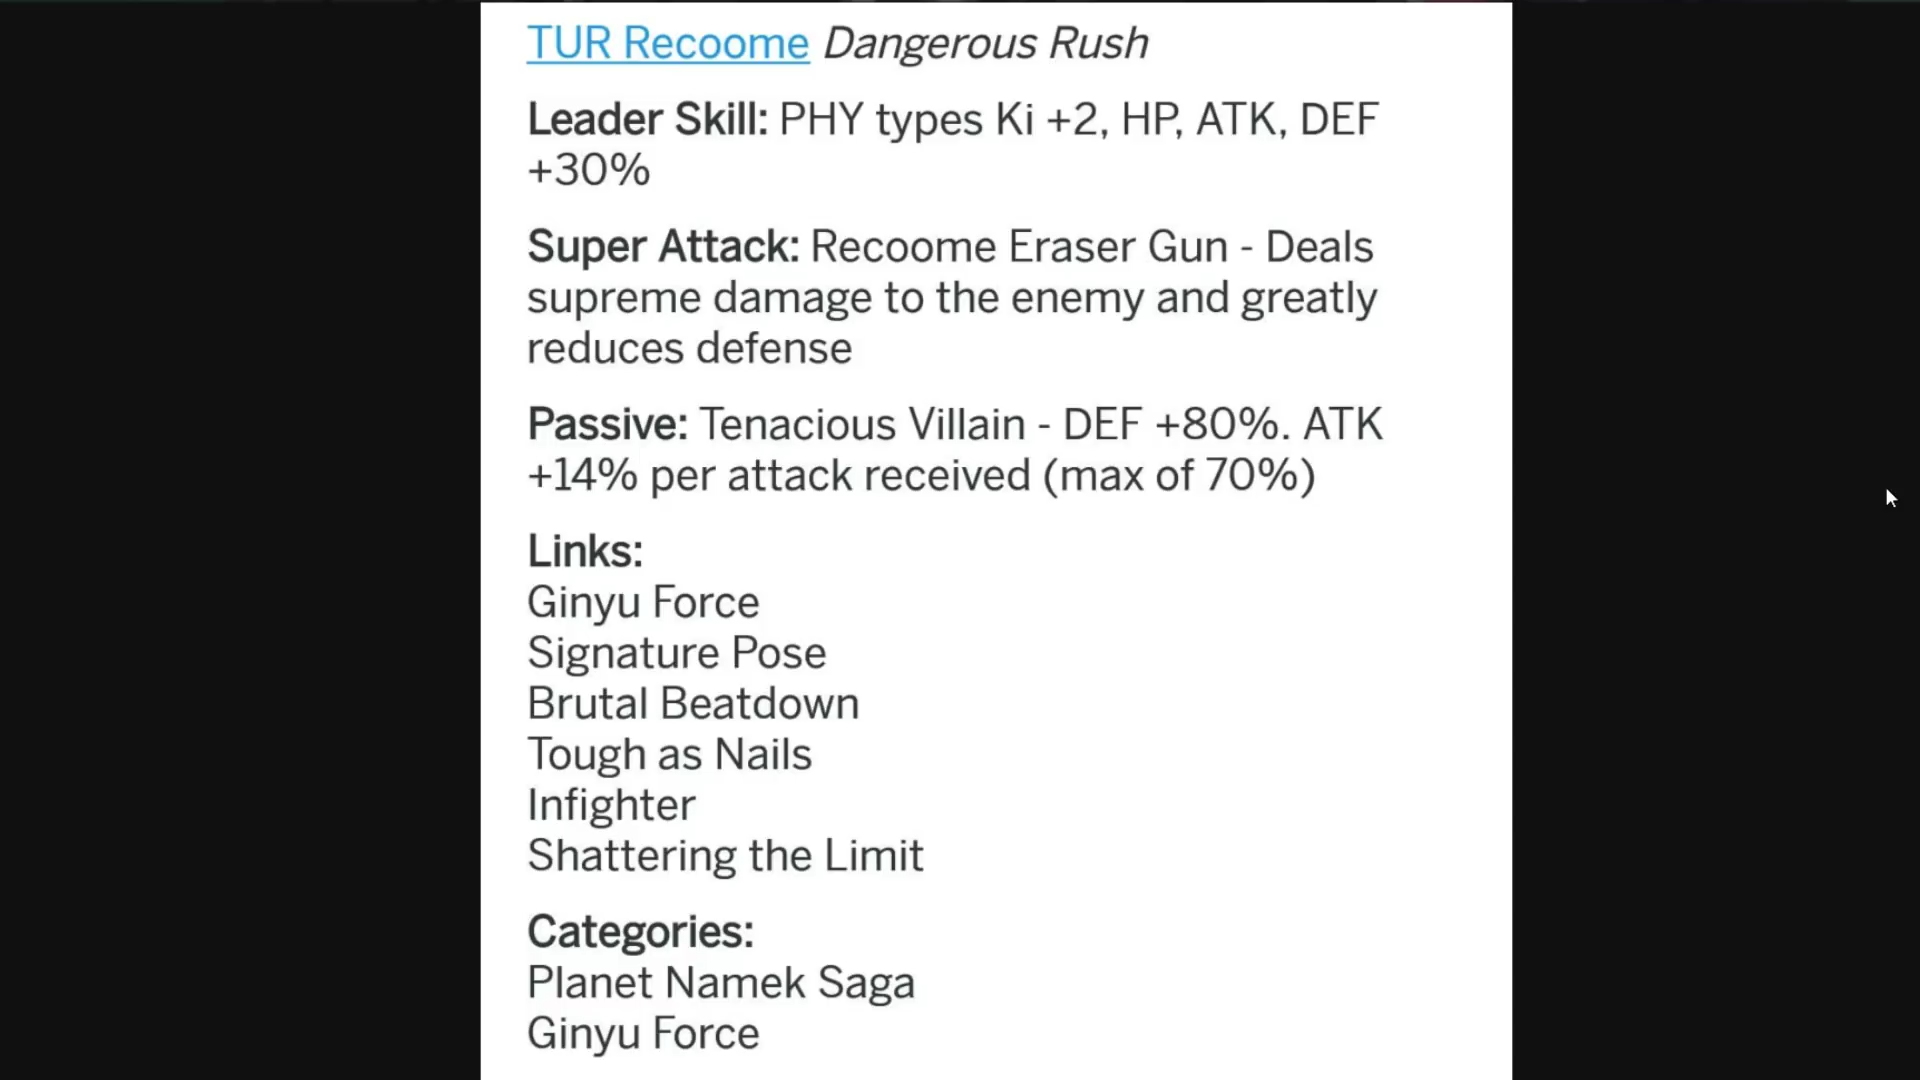 TUR Recoome Dangerous Rush
Leader Skill: PHY types Ki +2, HP, ATK, DEF
+30%
Super Attack: Recoome Eraser Gun - Deals
supreme damage to the enemy and greatly
reduces defense
Passive: Tenacious Villain - DEF +80%. ATK
+14% per attack received (max of 70%)
Links:
Ginyu Force
Signature Pose
Brutal Beatdown
Tough as Nails
Infighter
Shattering the Limit
Categories:
Planet Namek Saga
Ginyu Force